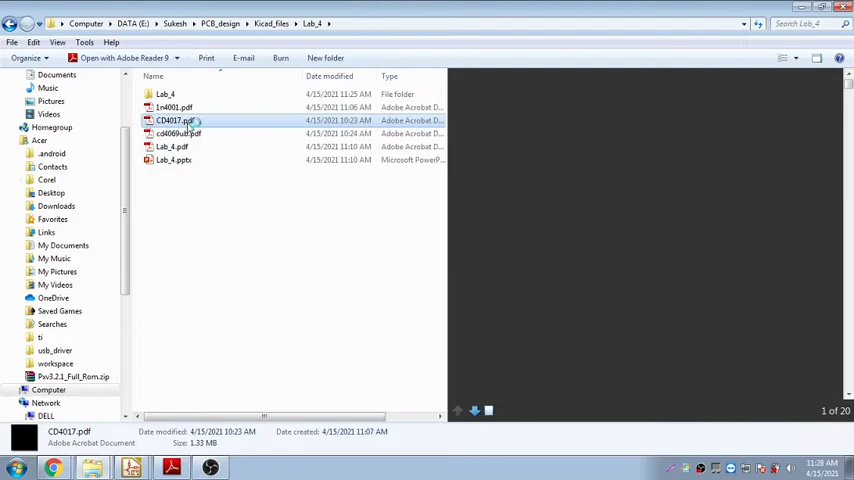 Computer ▸ DATA (E:) ▸ Sukesh ▸ PCB_design ▸ Kicad_files ▸ Lab_4 ▸
Search Lab_4
File Edit View Tools Help
Organize Open with Adobe Reader 9 Print E-mail Burn New folder
Name Date modified Type
Documents
Music
Pictures
Videos
Homegroup
Acer
.android
Contacts
Corel
Desktop
Downloads
Favorites
Links
My Documents
My Music
My Pictures
My Videos
OneDrive
Saved Games
Searches
ti
usb_driver
workspace
Pxv3.2.1_Full_Rom.zip
Computer
Network
DELL
Lab_4 4/15/2021 11:25 AM File folder
1n4001.pdf 4/15/2021 11:06 AM Adobe Acrobat D...
CD4017.pdf 4/15/2021 10:23 AM Adobe Acrobat D...
cd4069ub.pdf 4/15/2021 10:24 AM Adobe Acrobat D...
Lab_4.pdf 4/15/2021 11:10 AM Adobe Acrobat D...
Lab_4.pptx 4/15/2021 11:10 AM Microsoft PowerP...
1 of 20
CD4017.pdf Date modified: 4/15/2021 10:23 AM Date created: 4/15/2021 11:07 AM
Adobe Acrobat Document Size: 1.33 MB
11:28 AM
4/15/2021